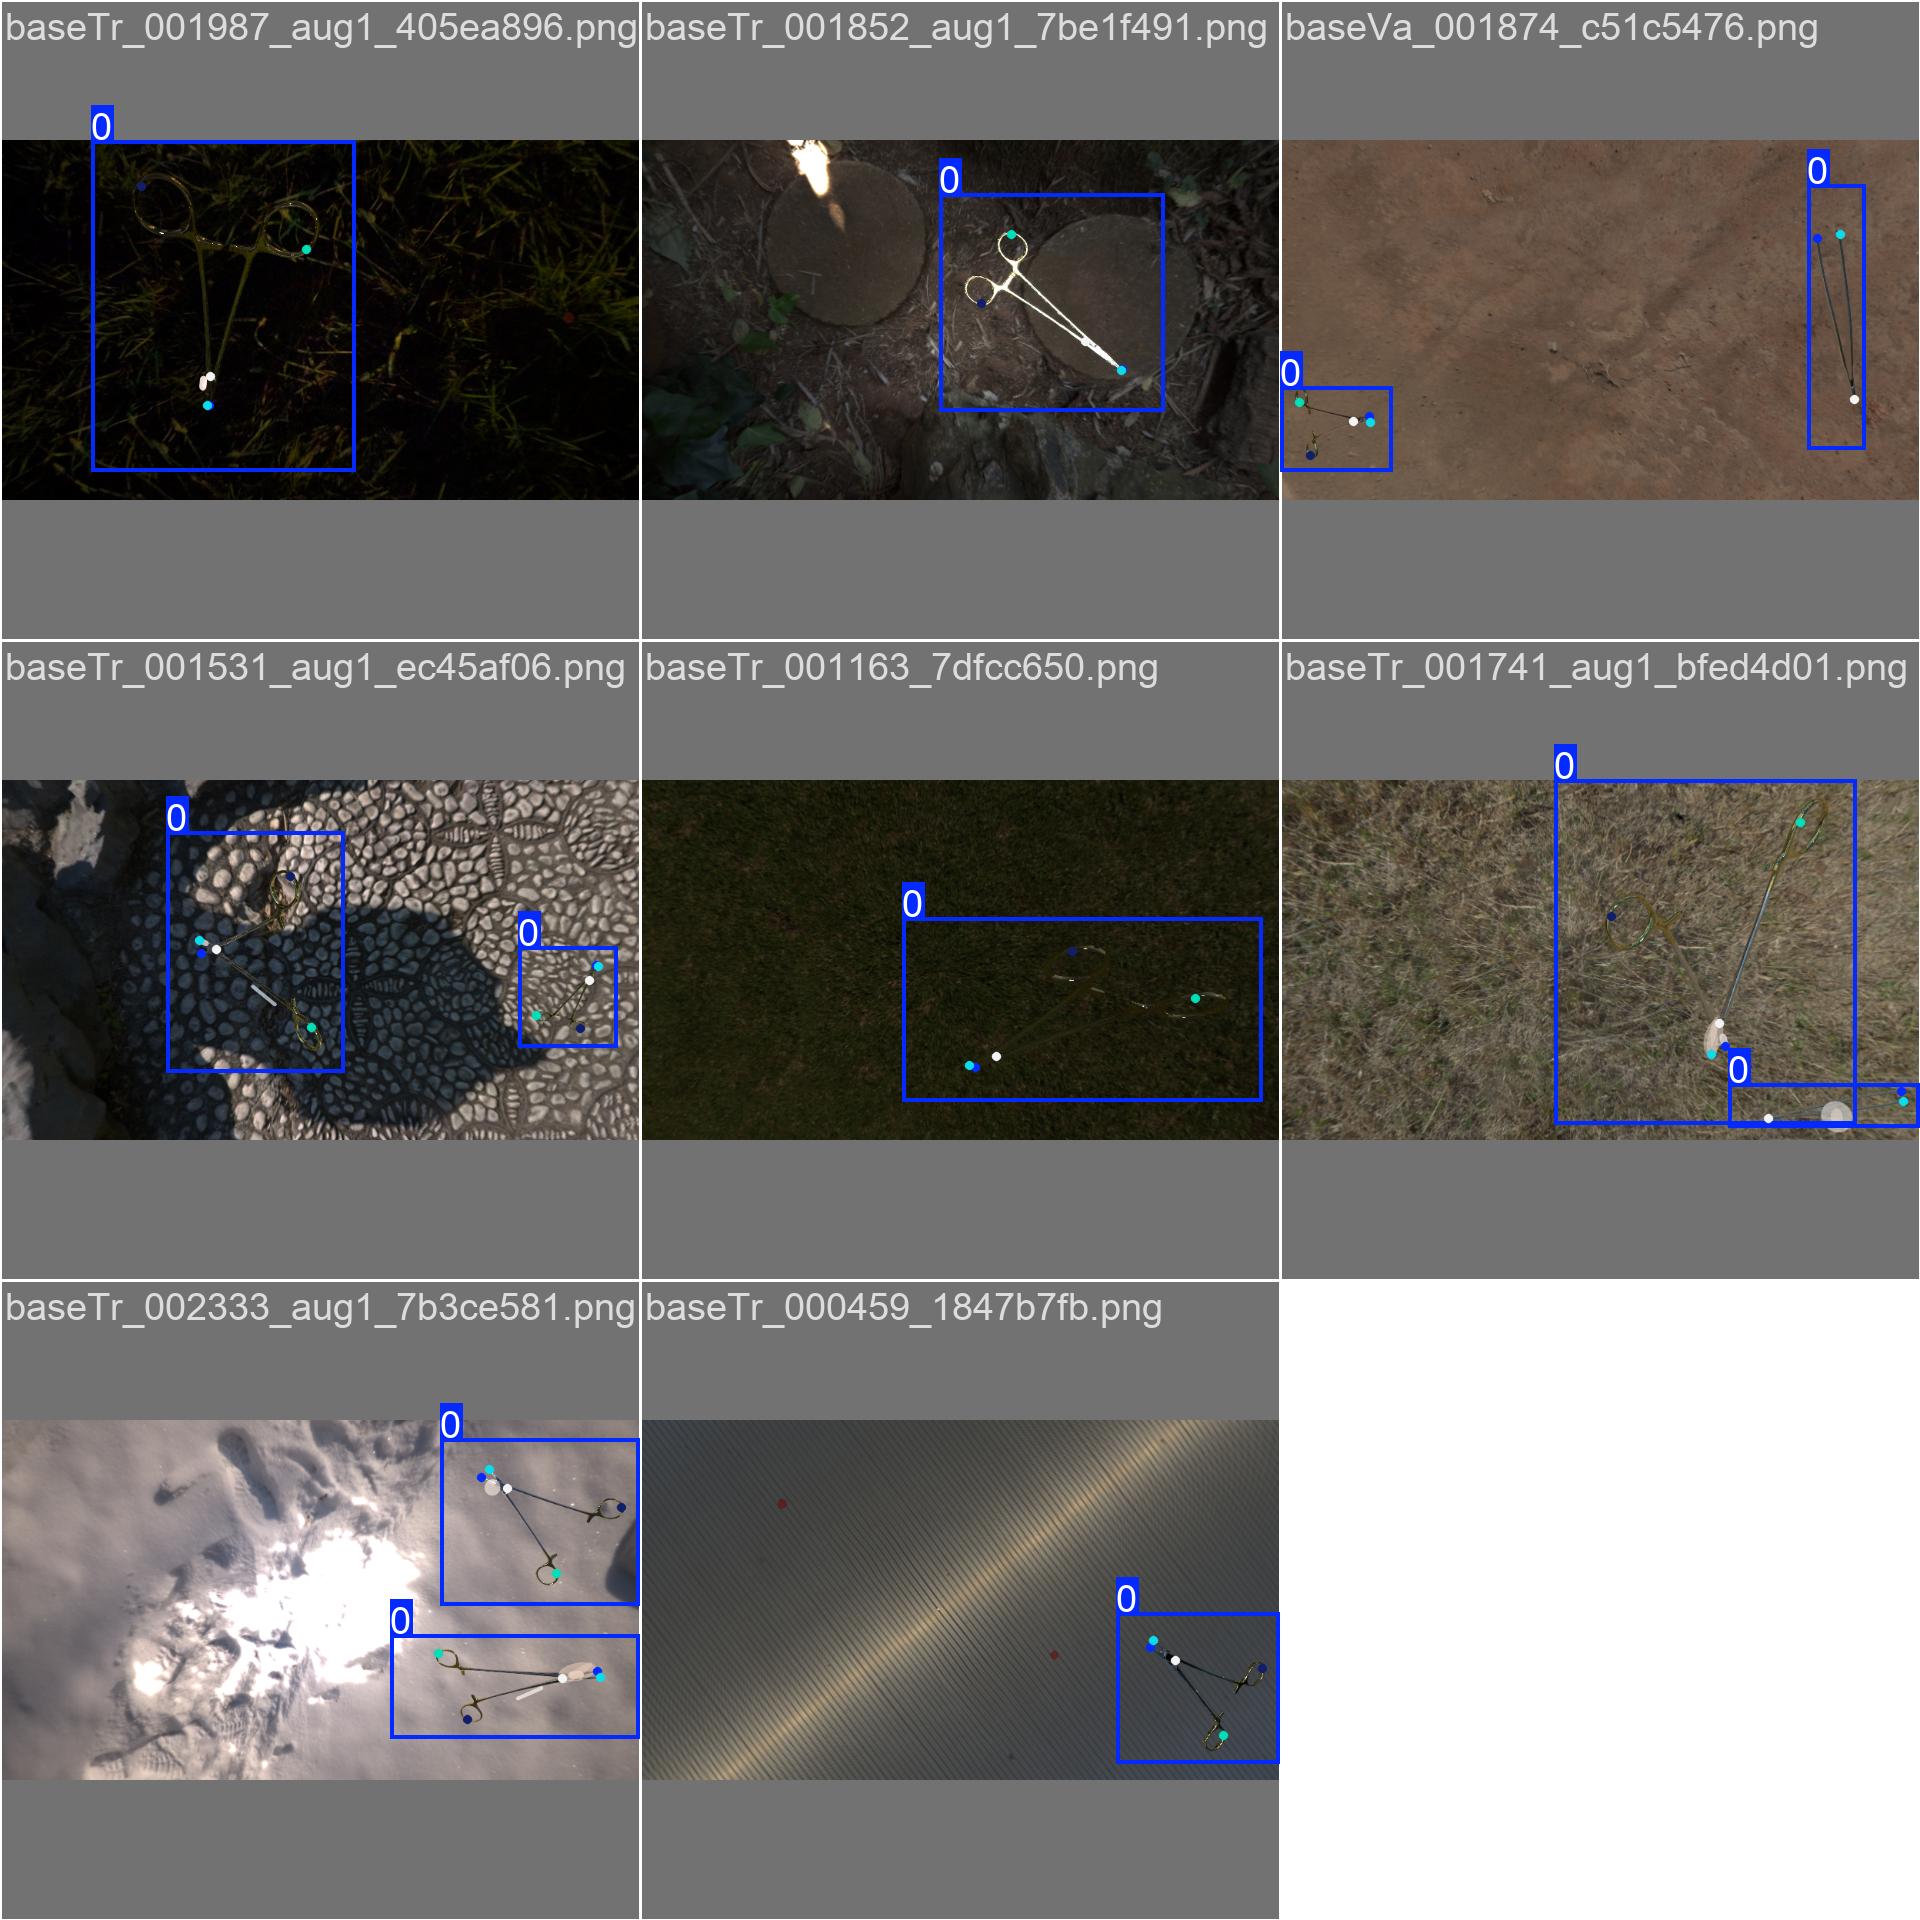 baseTr_001987_aug1_405ea896.png
baseTr_001852_aug1_7be1f491.png
baseVa_001874_c51c5476.png
0
0
0
0
baseTr_001531_aug1_ec45af06.png
baseTr_001163_7dfcc650.png
baseTr_001741_aug1_bfed4d01.png
0
0
0
0
0
baseTr_002333_aug1_7b3ce581.png
baseTr_000459_1847b7fb.png
0
0
0